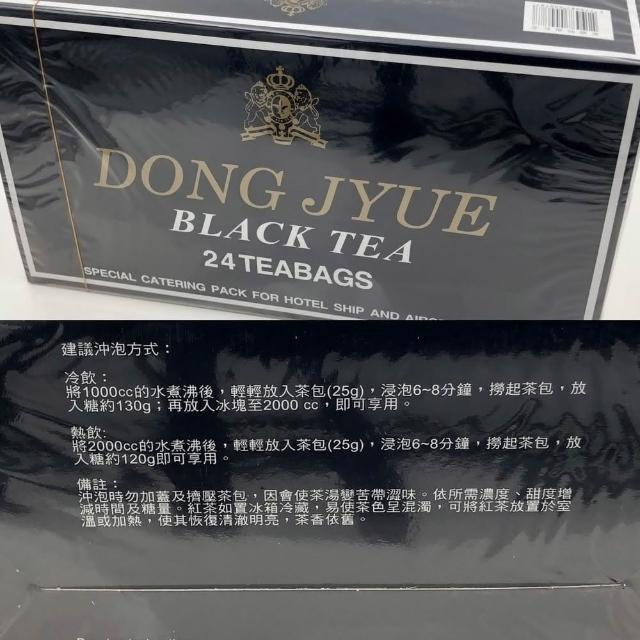 DONG JYUE
BLACK TEA
24 TEABAGS
SPECIAL CATERING PACK FOR HOTEL SHIP AND
建議沖泡方式：
冷飲：
將1000cc的水煮沸後，輕輕放入茶包(25g)，浸泡6~8分鐘，撈起茶包，放
入糖約130g；再放入冰塊至2000 cc，即可享用。
熱飲:
將2000cc的水煮沸後，輕輕放入茶包(25g)，浸泡6~8分鐘，撈起茶包，放
入糖約120g即可享用。
備註：
沖泡時勿加蓋及擠壓茶包，因會使茶湯變苦帶澀味。依所需濃度、甜度增
減時間及糖量。紅茶如置冰箱冷藏，易使茶色呈混濁，可將紅茶放置於室
溫或加熱，使其恢復清澈明亮，茶香依舊。